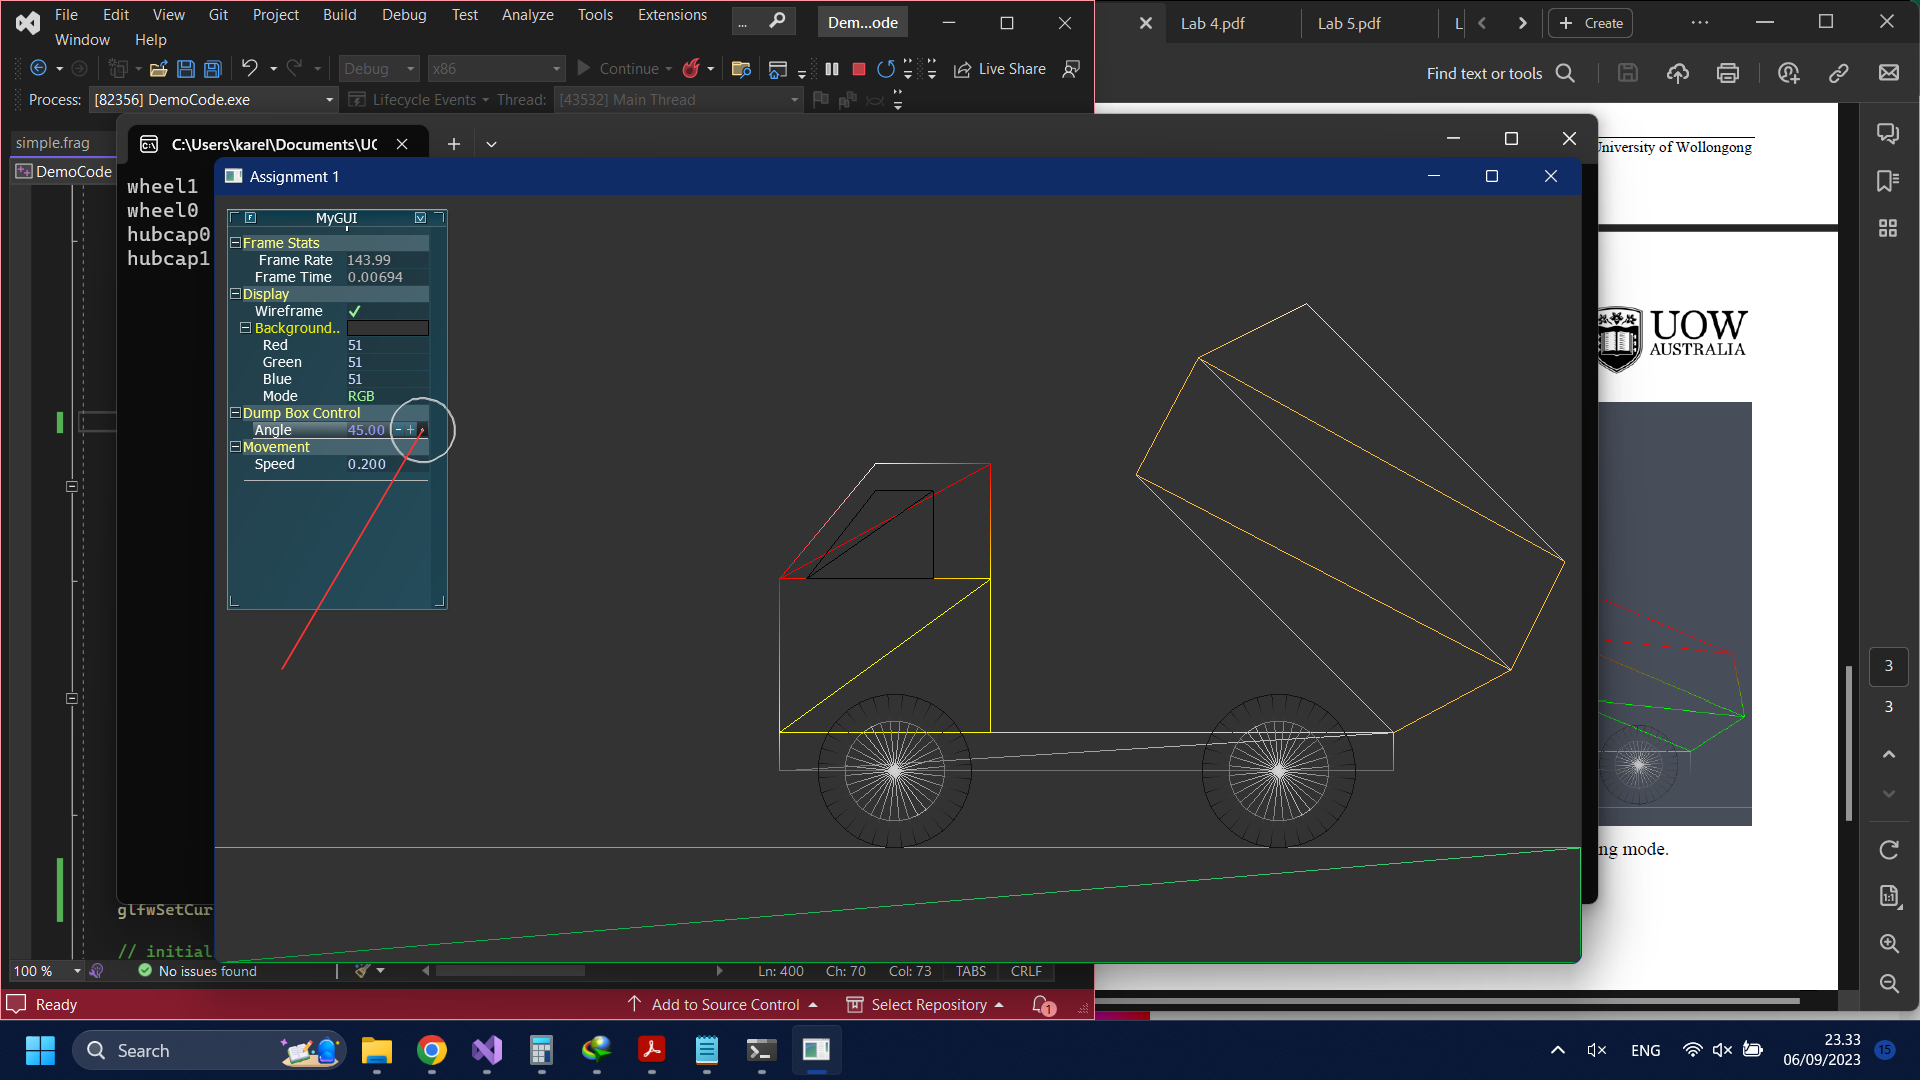 File Edit View Git Project Build Debug Test Analyze Tools Extensions ... Dem...ode
Window Help
Debug x86 Continue Live Share
Process: [82356] DemoCode.exe Lifecycle Events Thread: [43532] Main Thread
simple.frag
DemoCode
C:\Users\karel\Documents\UC
wheel1
wheel0
hubcap0
hubcap1
Assignment 1
MyGUI
Frame Stats
Frame Rate 143.99
Frame Time 0.00694
Display
Wireframe
Background..
Red 51
Green 51
Blue 51
Mode RGB
Dump Box Control
Angle 45.00
Movement
Speed 0.200
glfwSetCur
// initial
100 % No issues found Ln: 400 Ch: 70 Col: 73 TABS CRLF
Ready Add to Source Control Select Repository 1
Lab 4.pdf Lab 5.pdf L Create
Find text or tools
University of Wollongong
UOW
AUSTRALIA
ng mode.
3
3
1:1
Search ENG 23.33
06/09/2023 15